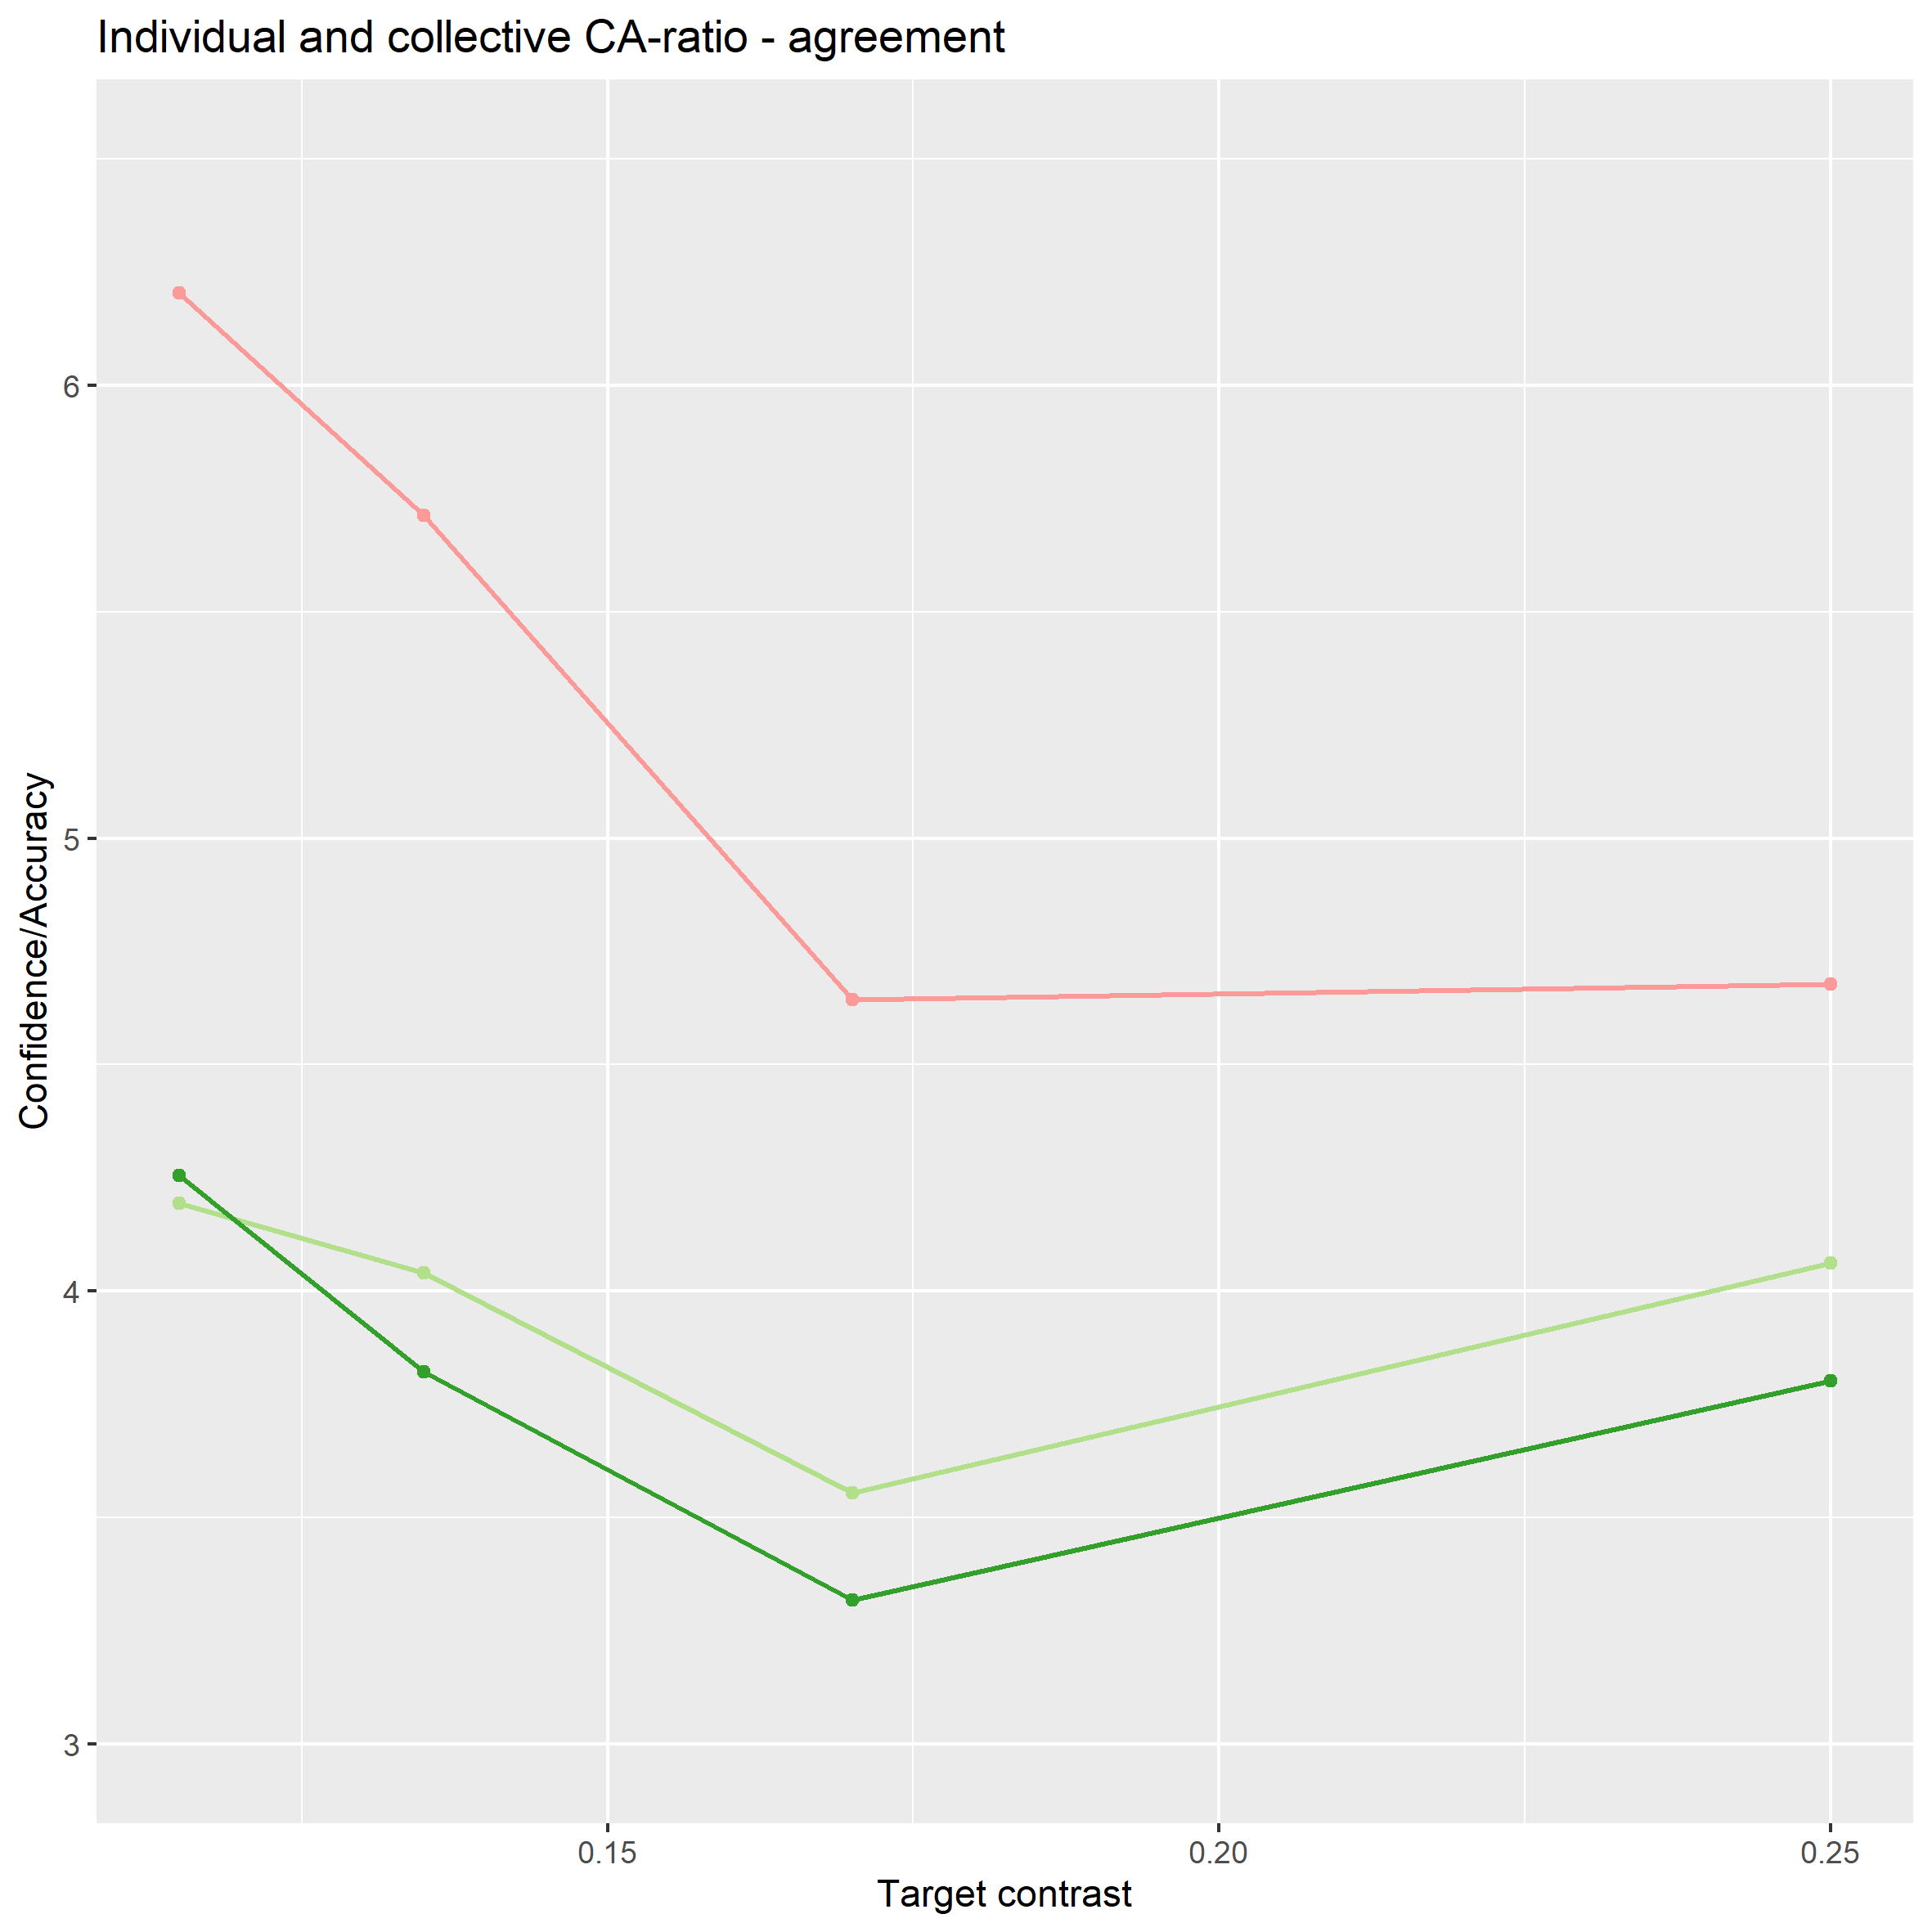 Individual and collective CA-ratio - agreement
6
5
4
3
Confidence/Accuracy
0.15
0.20
0.25
Target contrast